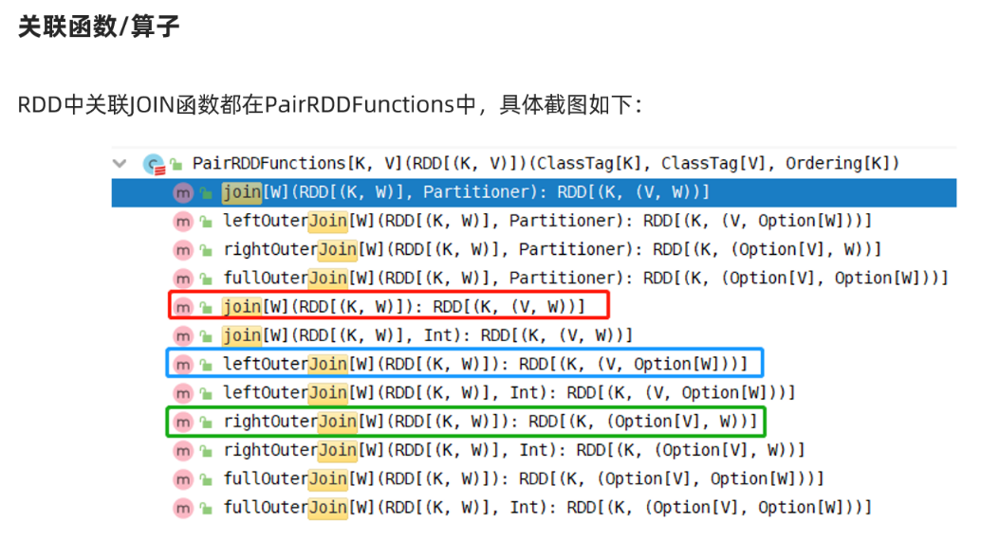 关联函数/算子
RDD中关联JOIN函数都在PairRDDFunctions中，具体截图如下：
PairRDDFunctions[K, V](RDD[(K, V)])(ClassTag[K], ClassTag[V], Ordering[K])
join[W](RDD[(K, W)], Partitioner): RDD[(K, (V, W))]
leftOuterJoin[W](RDD[(K, W)], Partitioner): RDD[(K, (V, Option[W]))]
rightOuterJoin[W](RDD[(K, W)], Partitioner): RDD[(K, (Option[V], W))]
fullOuterJoin[W](RDD[(K, W)], Partitioner): RDD[(K, (Option[V], Option[W]))]
join[W](RDD[(K, W)]): RDD[(K, (V, W))]
join[W](RDD[(K, W)], Int): RDD[(K, (V, W))]
leftOuterJoin[W](RDD[(K, W)]): RDD[(K, (V, Option[W]))]
leftOuterJoin[W](RDD[(K, W)], Int): RDD[(K, (V, Option[W]))]
rightOuterJoin[W](RDD[(K, W)]): RDD[(K, (Option[V], W))]
rightOuterJoin[W](RDD[(K, W)], Int): RDD[(K, (Option[V], W))]
fullOuterJoin[W](RDD[(K, W)]): RDD[(K, (Option[V], Option[W]))]
fullOuterJoin[W](RDD[(K, W)], Int): RDD[(K, (Option[V], Option[W]))]